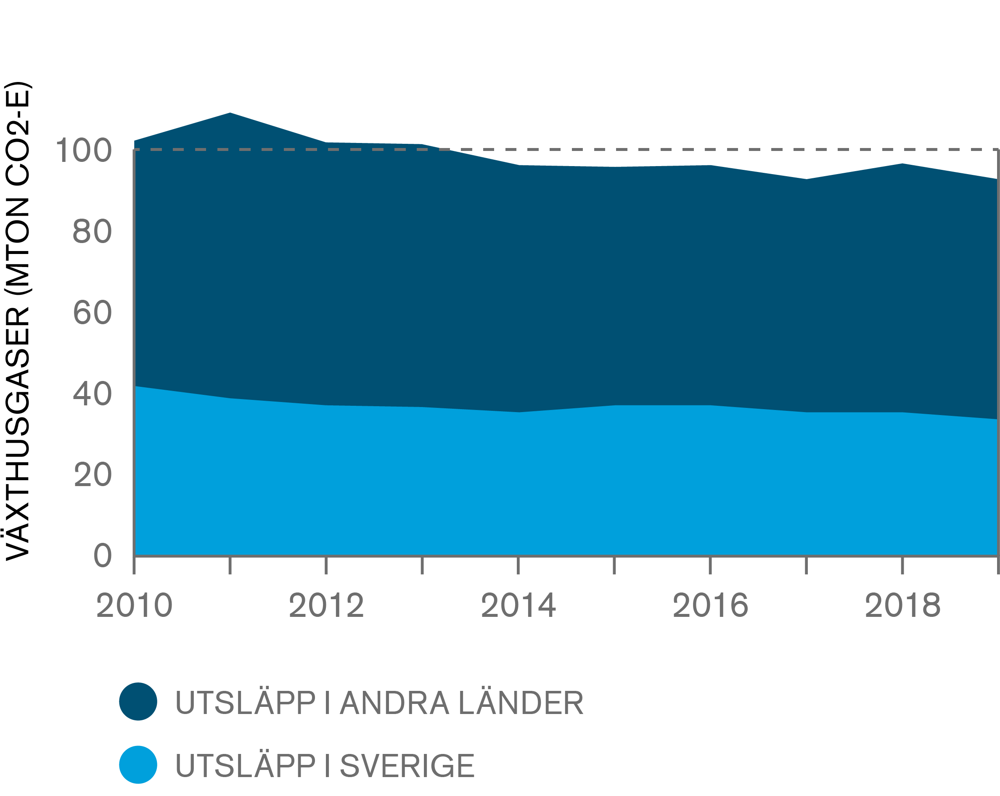 VÄXTHUSGASER (MTON CO2-E)
100
80
60
40
20
0
2010 2012 2014 2016 2018
UTSLÄPP I ANDRA LÄNDER
UTSLÄPP I SVERIGE